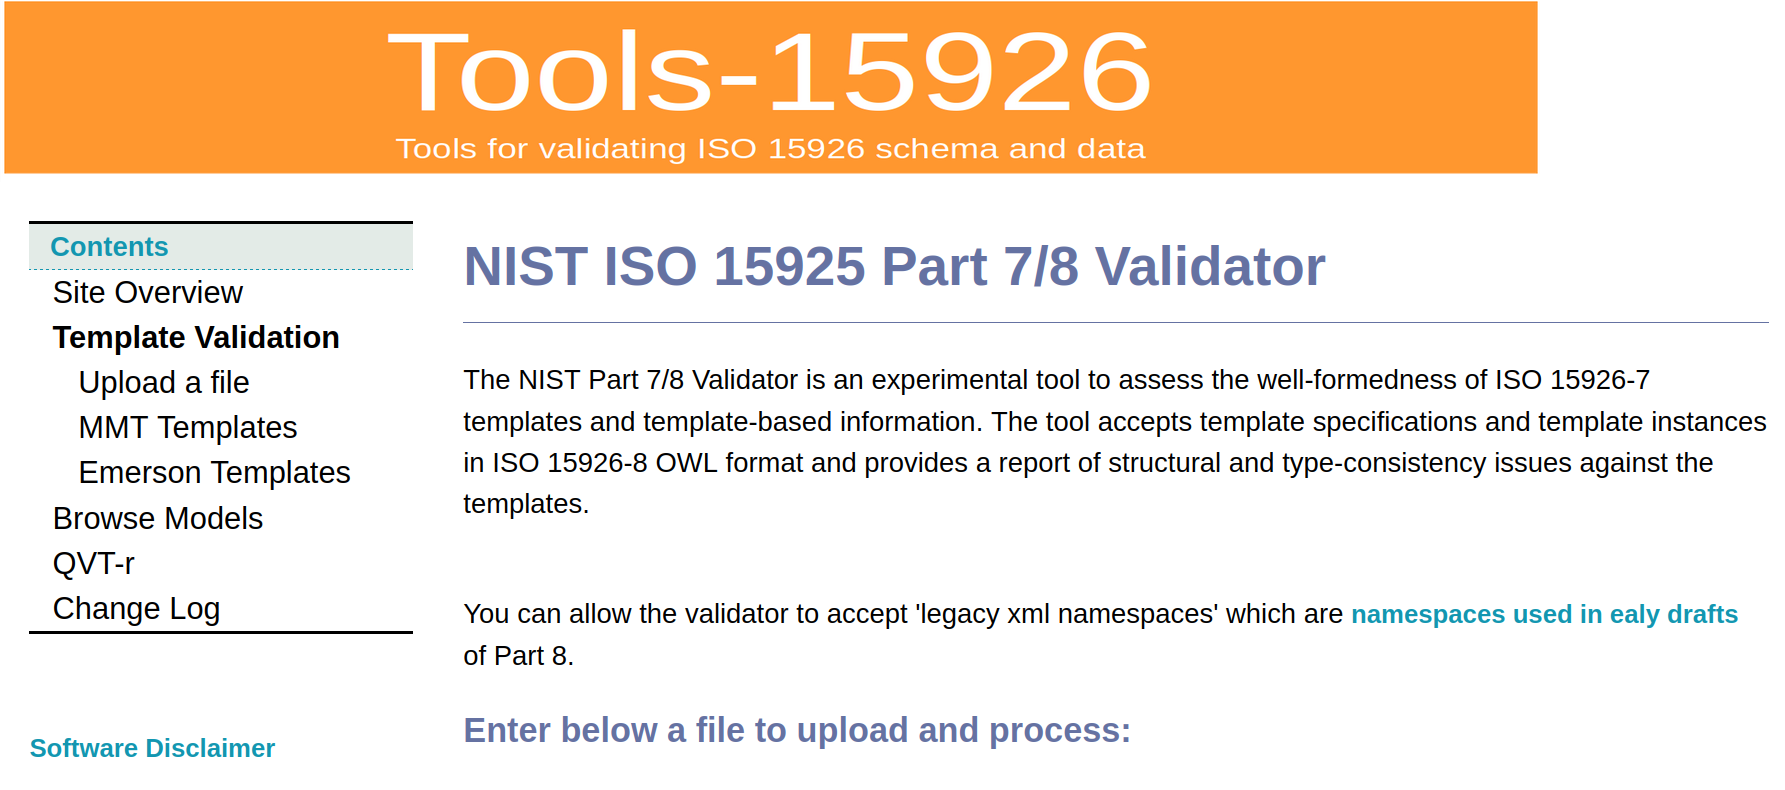 Tools-15926
Tools for validating ISO 15926 schema and data
Contents
Site Overview
Template Validation
Upload a file
MMT Templates
Emerson Templates
Browse Models
QVT-r
Change Log
Software Disclaimer
NIST ISO 15925 Part 7/8 Validator
The NIST Part 7/8 Validator is an experimental tool to assess the well-formedness of ISO 15926-7
templates and template-based information. The tool accepts template specifications and template instances
in ISO 15926-8 OWL format and provides a report of structural and type-consistency issues against the
templates.
You can allow the validator to accept 'legacy xml namespaces' which are namespaces used in ealy drafts
of Part 8.
Enter below a file to upload and process: